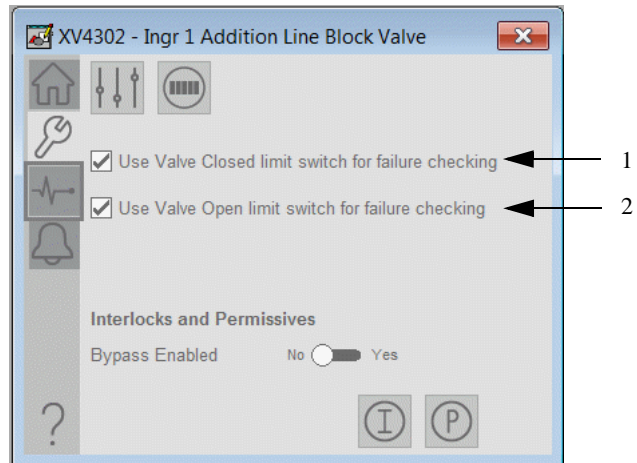 XV4302 - Ingr 1 Addition Line Block Valve
Use Valve Closed limit switch for failure checking
1
Use Valve Open limit switch for failure checking
2
Interlocks and Permissives
Bypass Enabled No Yes
?
I P